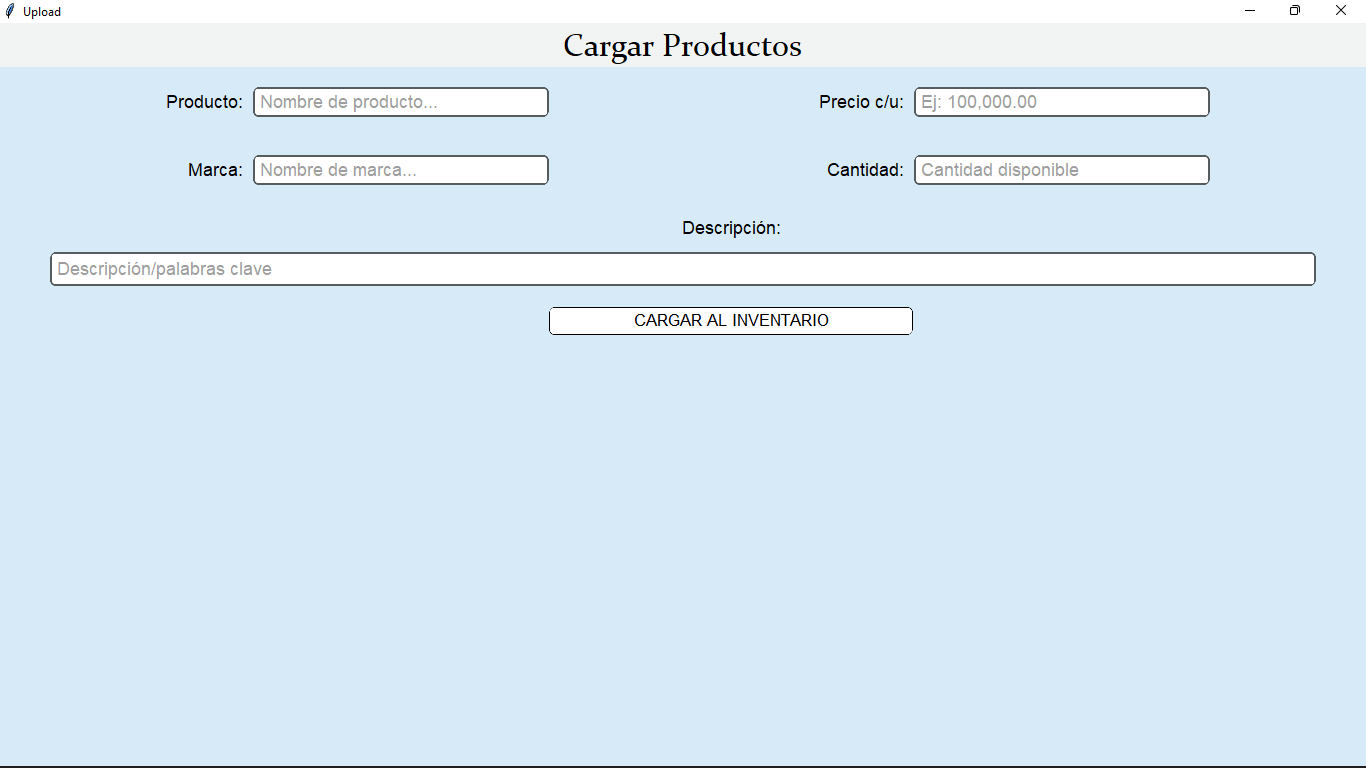 Upload
Cargar Productos
Producto: Nombre de producto... Precio c/u: Ej: 100,000.00
Marca: Nombre de marca... Cantidad: Cantidad disponible
Descripción:
Descripción/palabras clave
CARGAR AL INVENTARIO